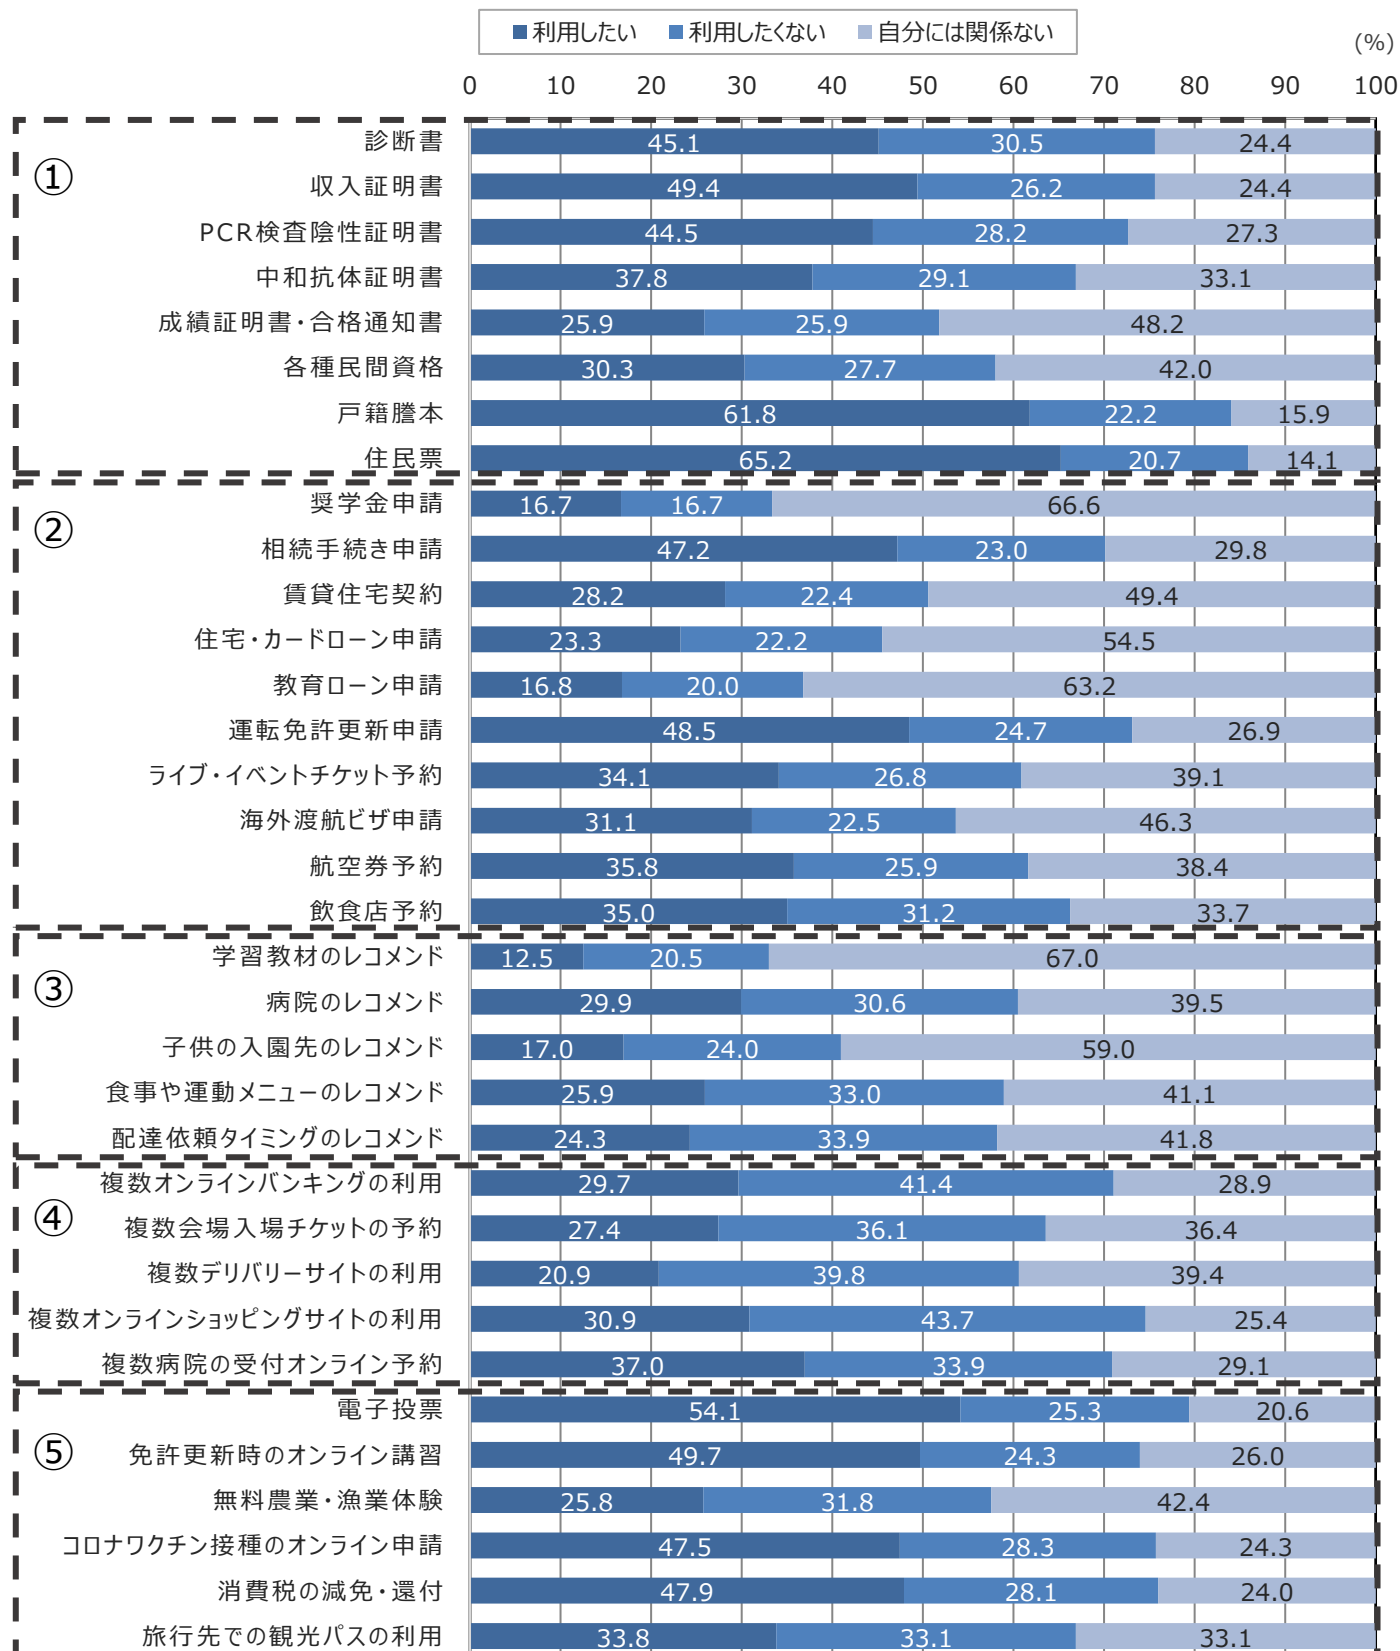 利用したい 利用したくない 自分には関係ない
(%)
0 10 20 30 40 50 60 70 80 90 100
①
診断書 45.1 30.5 24.4
収入証明書 49.4 26.2 24.4
PCR検査陰性証明書 44.5 28.2 27.3
中和抗体証明書 37.8 29.1 33.1
成績証明書・合格通知書 25.9 25.9 48.2
各種民間資格 30.3 27.7 42.0
戸籍謄本 61.8 22.2 15.9
住民票 65.2 20.7 14.1
②
奨学金申請 16.7 16.7 66.6
相続手続き申請 47.2 23.0 29.8
賃貸住宅契約 28.2 22.4 49.4
住宅・カードローン申請 23.3 22.2 54.5
教育ローン申請 16.8 20.0 63.2
運転免許更新申請 48.5 24.7 26.9
ライブ・イベントチケット予約 34.1 26.8 39.1
海外渡航ビザ申請 31.1 22.5 46.3
航空券予約 35.8 25.9 38.4
飲食店予約 35.0 31.2 33.7
③
学習教材のレコメンド 12.5 20.5 67.0
病院のレコメンド 29.9 30.6 39.5
子供の入園先のレコメンド 17.0 24.0 59.0
食事や運動メニューのレコメンド 25.9 33.0 41.1
配達依頼タイミングのレコメンド 24.3 33.9 41.8
④
複数オンラインバンキングの利用 29.7 41.4 28.9
複数会場入場チケットの予約 27.4 36.1 36.4
複数デリバリーサイトの利用 20.9 39.8 39.4
複数オンラインショッピングサイトの利用 30.9 43.7 25.4
複数病院の受付オンライン予約 37.0 33.9 29.1
⑤
電子投票 54.1 25.3 20.6
免許更新時のオンライン講習 49.7 24.3 26.0
無料農業・漁業体験 25.8 31.8 42.4
コロナワクチン接種のオンライン申請 47.5 28.3 24.3
消費税の減免・還付 47.9 28.1 24.0
旅行先での観光パスの利用 33.8 33.1 33.1